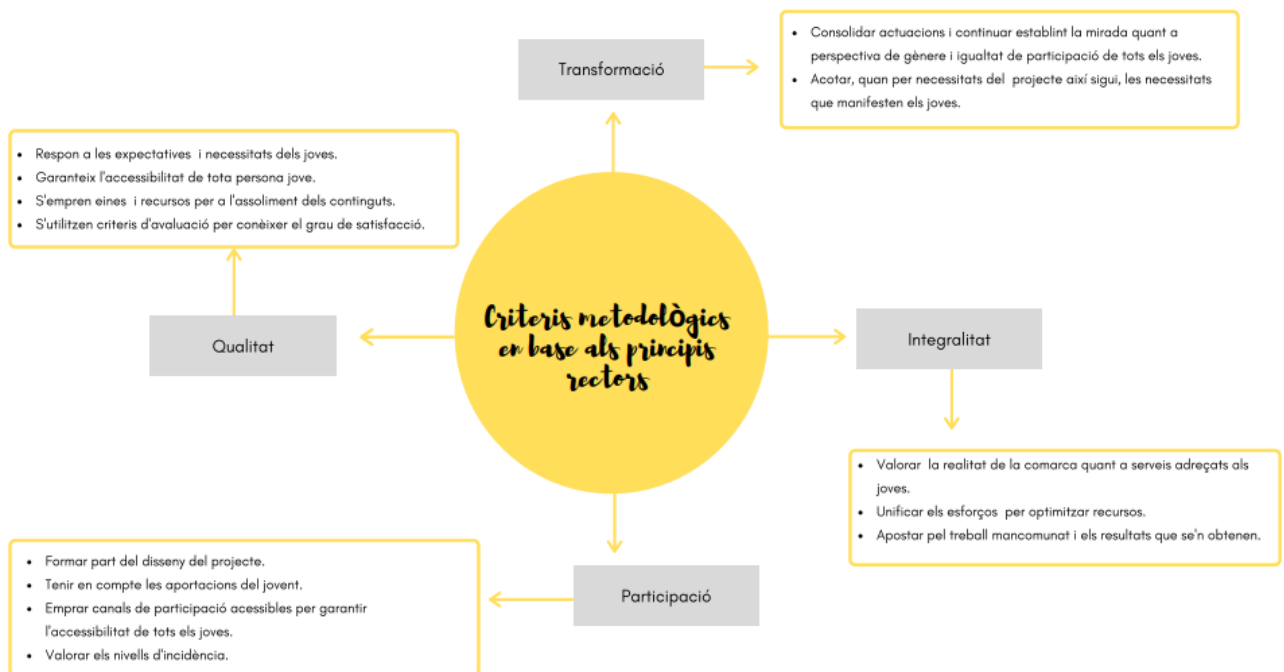 Transformació
• Consolidar actuacions i continuar establint la mirada quant a
perspectiva de gènere i igualtat de participació de tots els joves.
• Acotar, quan per necessitats del projecte així sigui, les necessitats
que manifesten els joves.
• Respon a les expectatives i necessitats dels joves.
• Garanteix l'accessibilitat de tota persona jove.
• S'empren eines i recursos per a l'assoliment dels continguts.
• S'utilitzen criteris d'avaluació per conèixer el grau de satisfacció.
Qualitat
Criteris metodològics
en base als principis
rectors
Integralitat
• Valorar la realitat de la comarca quant a serveis adreçats als
joves.
• Unificar els esforços per optimitzar recursos.
• Apostar pel treball mancomunat i els resultats que se'n obtenen.
• Formar part del disseny del projecte.
• Tenir en compte les aportacions del jovent.
• Emprar canals de participació acessibles per garantir
l'accessibilitat de tots els joves.
• Valorar els nivells d'incidència.
Participació